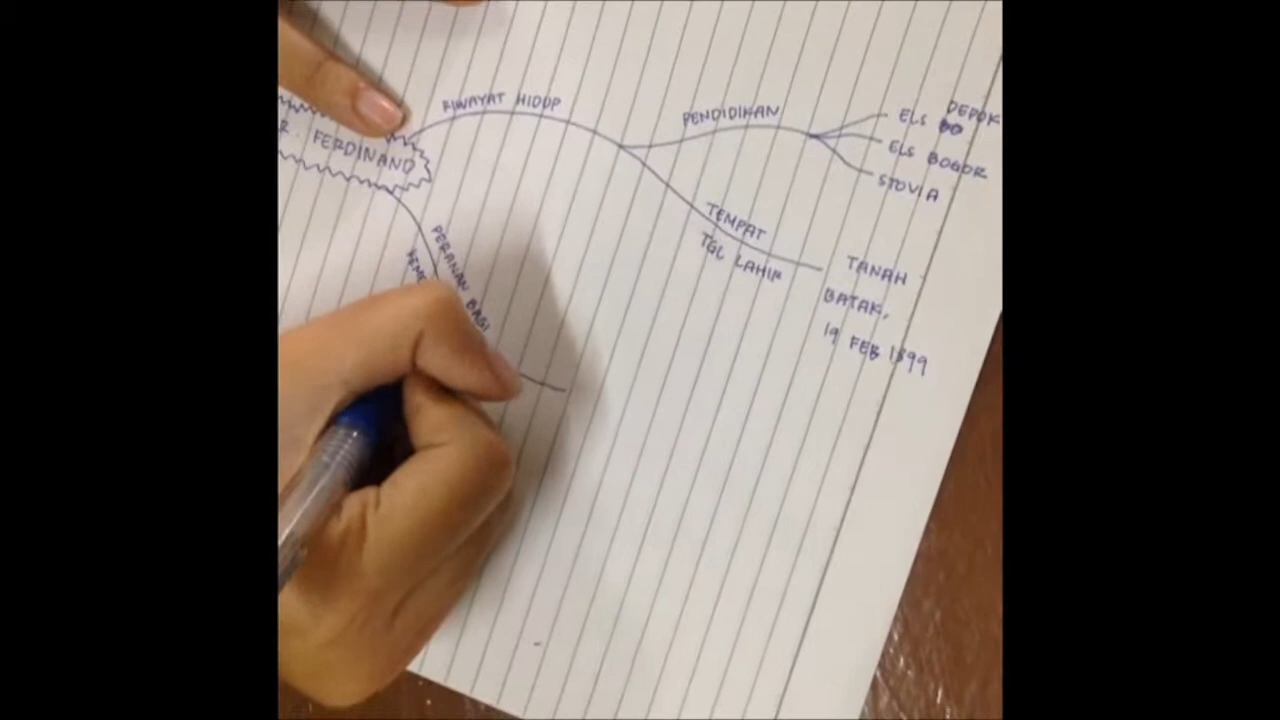 R. FERDINAND
RIWAYAT HIDUP
PENDIDIKAN
ELS DEPOK
ELS BOGOR
STOVIA
TEMPAT
TGL LAHIR
TANAH
BATAK,
19 FEB 1899
PERANAN BAGI